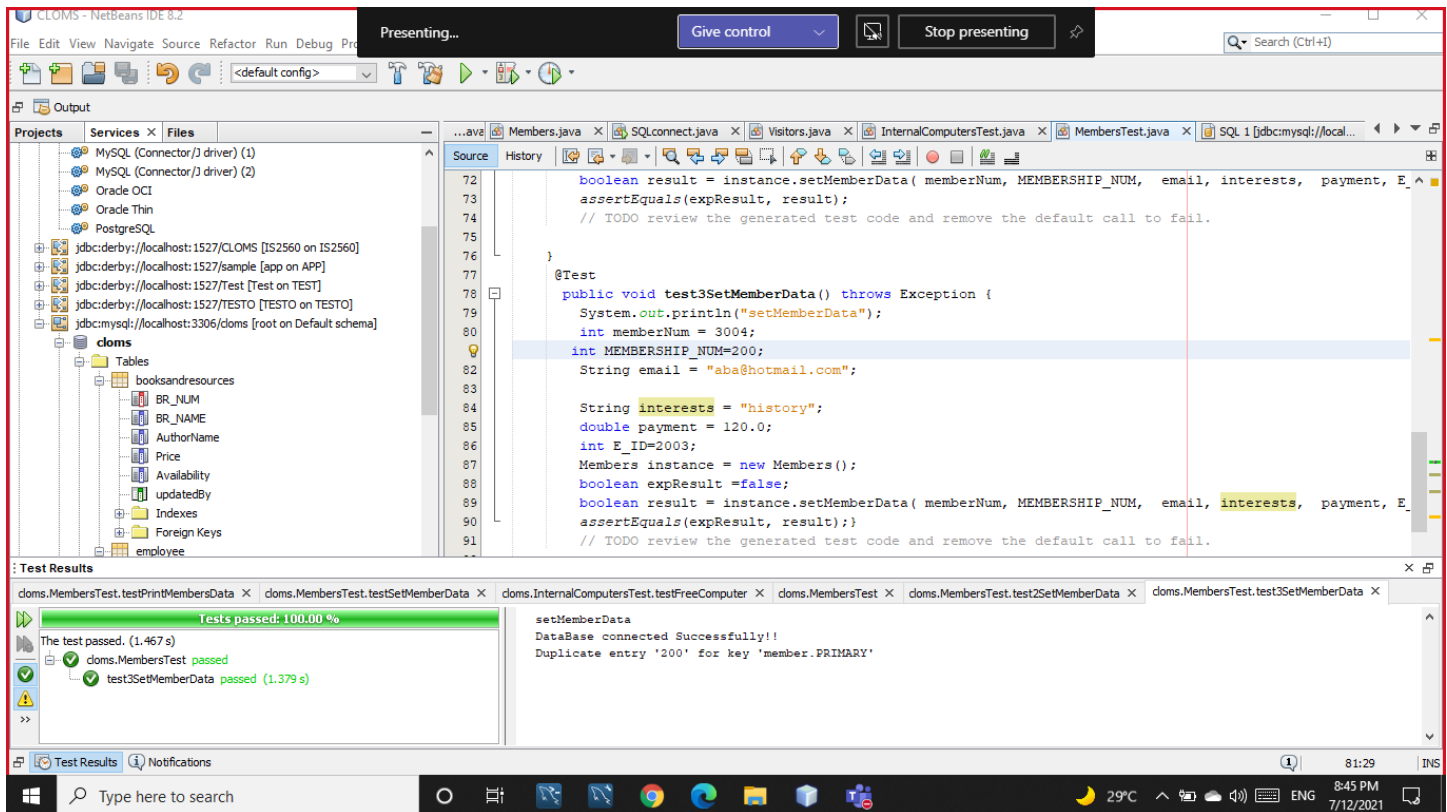 CLOMS - NetBeans IDE 8.2
Presenting...
Give control
Stop presenting
File Edit View Navigate Source Refactor Run Debug Pro
Search (Ctrl+I)
<default config>
Output
Projects Services Files
MySQL (Connector/J driver) (1)
MySQL (Connector/J driver) (2)
Oracle OCI
Oracle Thin
PostgreSQL
jdbc:derby://localhost:1527/CLOMS [IS2560 on IS2560]
jdbc:derby://localhost:1527/sample [app on APP]
jdbc:derby://localhost:1527/Test [Test on TEST]
jdbc:derby://localhost:1527/TESTO [TESTO on TESTO]
jdbc:mysql://localhost:3306/cloms [root on Default schema]
cloms
Tables
booksandresources
BR_NUM
BR_NAME
AuthorName
Price
Availability
updatedBy
Indexes
Foreign Keys
employee
...ava Members.java SQLconnect.java Visitors.java InternalComputersTest.java MembersTest.java SQL 1 [jdbc:mysql://local...
Source History
72 boolean result = instance.setMemberData( memberNum, MEMBERSHIP_NUM, email, interests, payment, E_
73 assertEquals(expResult, result);
74 // TODO review the generated test code and remove the default call to fail.
75
76 }
77 @Test
78 public void test3SetMemberData() throws Exception {
79 System.out.println("setMemberData");
80 int memberNum = 3004;
int MEMBERSHIP_NUM=200;
82 String email = "aba@hotmail.com";
83
84 String interests = "history";
85 double payment = 120.0;
86 int E_ID=2003;
87 Members instance = new Members();
88 boolean expResult =false;
89 boolean result = instance.setMemberData( memberNum, MEMBERSHIP_NUM, email, interests, payment, E_
90 assertEquals(expResult, result);}
91 // TODO review the generated test code and remove the default call to fail.
Test Results
cloms.MembersTest.testPrintMembersData cloms.MembersTest.testSetMemberData cloms.InternalComputersTest.testFreeComputer cloms.MembersTest cloms.MembersTest.test2SetMemberData cloms.MembersTest.test3SetMemberData
Tests passed: 100.00 %
The test passed. (1.467 s)
cloms.MembersTest passed
test3SetMemberData passed (1.379 s)
setMemberData
DataBase connected Successfully!!
Duplicate entry '200' for key 'member.PRIMARY'
Test Results Notifications
1
81:29
INS
Type here to search
29°C
ENG
8:45 PM
7/12/2021